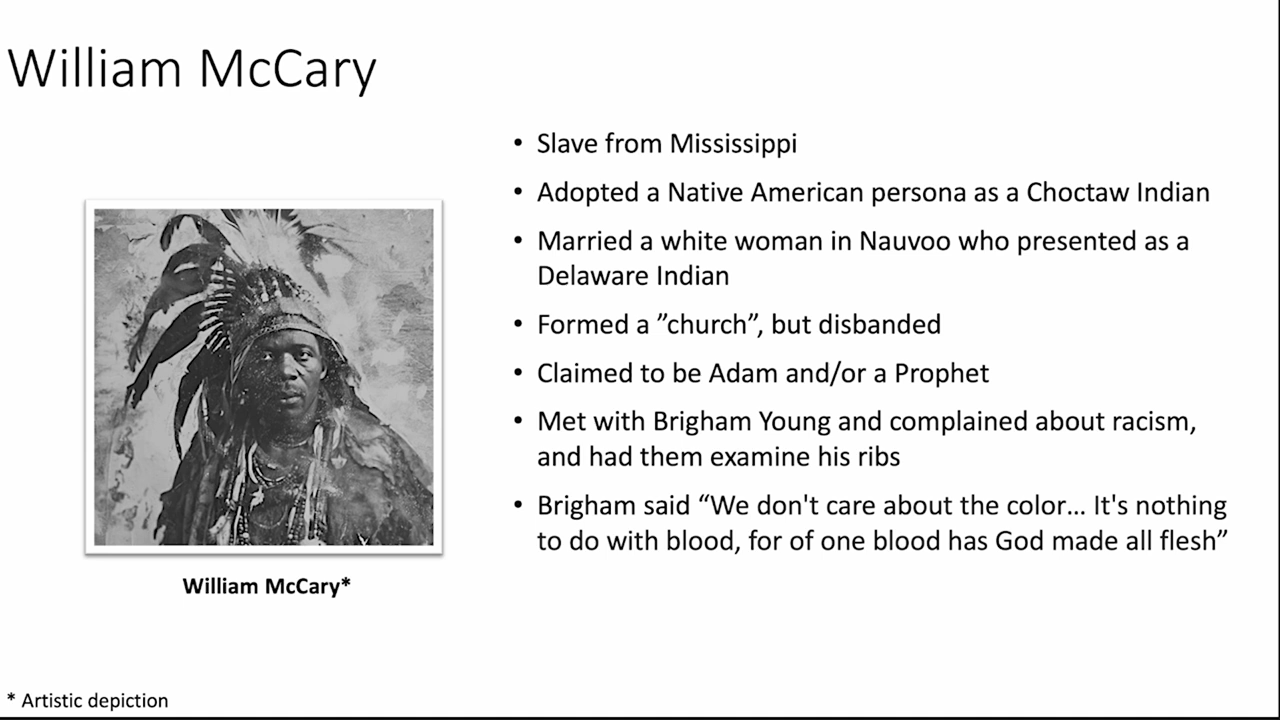 William McCary
• Slave from Mississippi
• Adopted a Native American persona as a Choctaw Indian
• Married a white woman in Nauvoo who presented as a
Delaware Indian
• Formed a ”church”, but disbanded
• Claimed to be Adam and/or a Prophet
• Met with Brigham Young and complained about racism,
and had them examine his ribs
• Brigham said “We don't care about the color… It's nothing
to do with blood, for of one blood has God made all flesh”
William McCary*
* Artistic depiction